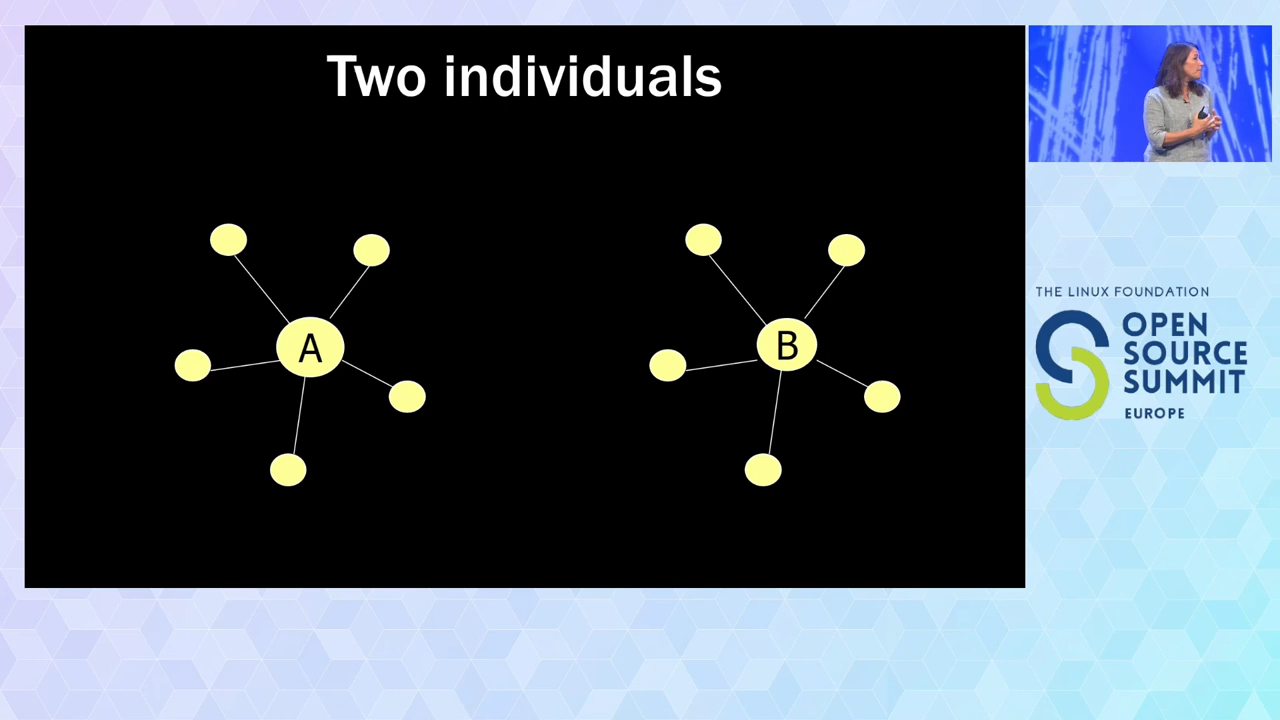 Two individuals
A
B
THE LINUX FOUNDATION
OPEN
SOURCE
SUMMIT
EUROPE